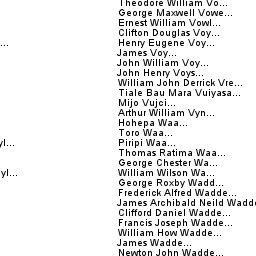 Theodore William Vo...
George Maxwell Vowe...
Ernest William Vowl...
Clifton Douglas Voy...
... Henry Eugene Voy...
James Voy...
John William Voy...
John Henry Voys...
William John Derrick Vre...
Tiale Bau Mara Vuiyasa...
Mijo Vujci...
Arthur William Vyn...
Hohepa Waa...
Toro Waa...
yl... Piripi Waa...
Thomas Ratima Waa...
George Chester Wa...
yl... William Wilson Wa...
George Roxby Wadd...
Frederick Alfred Wadde...
James Archibald Neild Wadd
Clifford Daniel Wadde...
Francis Joseph Wadde...
William How Wadde...
James Wadde...
Newton John Wadde...